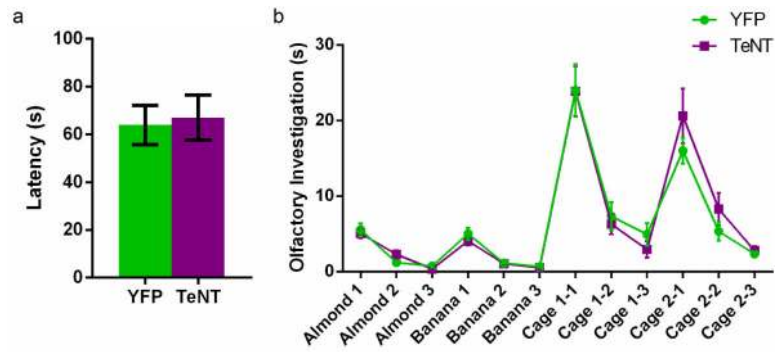 a
100
80
60
40
20
0
Latency (s)
YFP TeNT
b
YFP
TeNT
30
20
10
0
Olfactory Investigation (s)
Almond 1
Almond 2
Almond 3
Banana 1
Banana 2
Banana 3
Cage 1-1
Cage 1-2
Cage 1-3
Cage 2-1
Cage 2-2
Cage 2-3